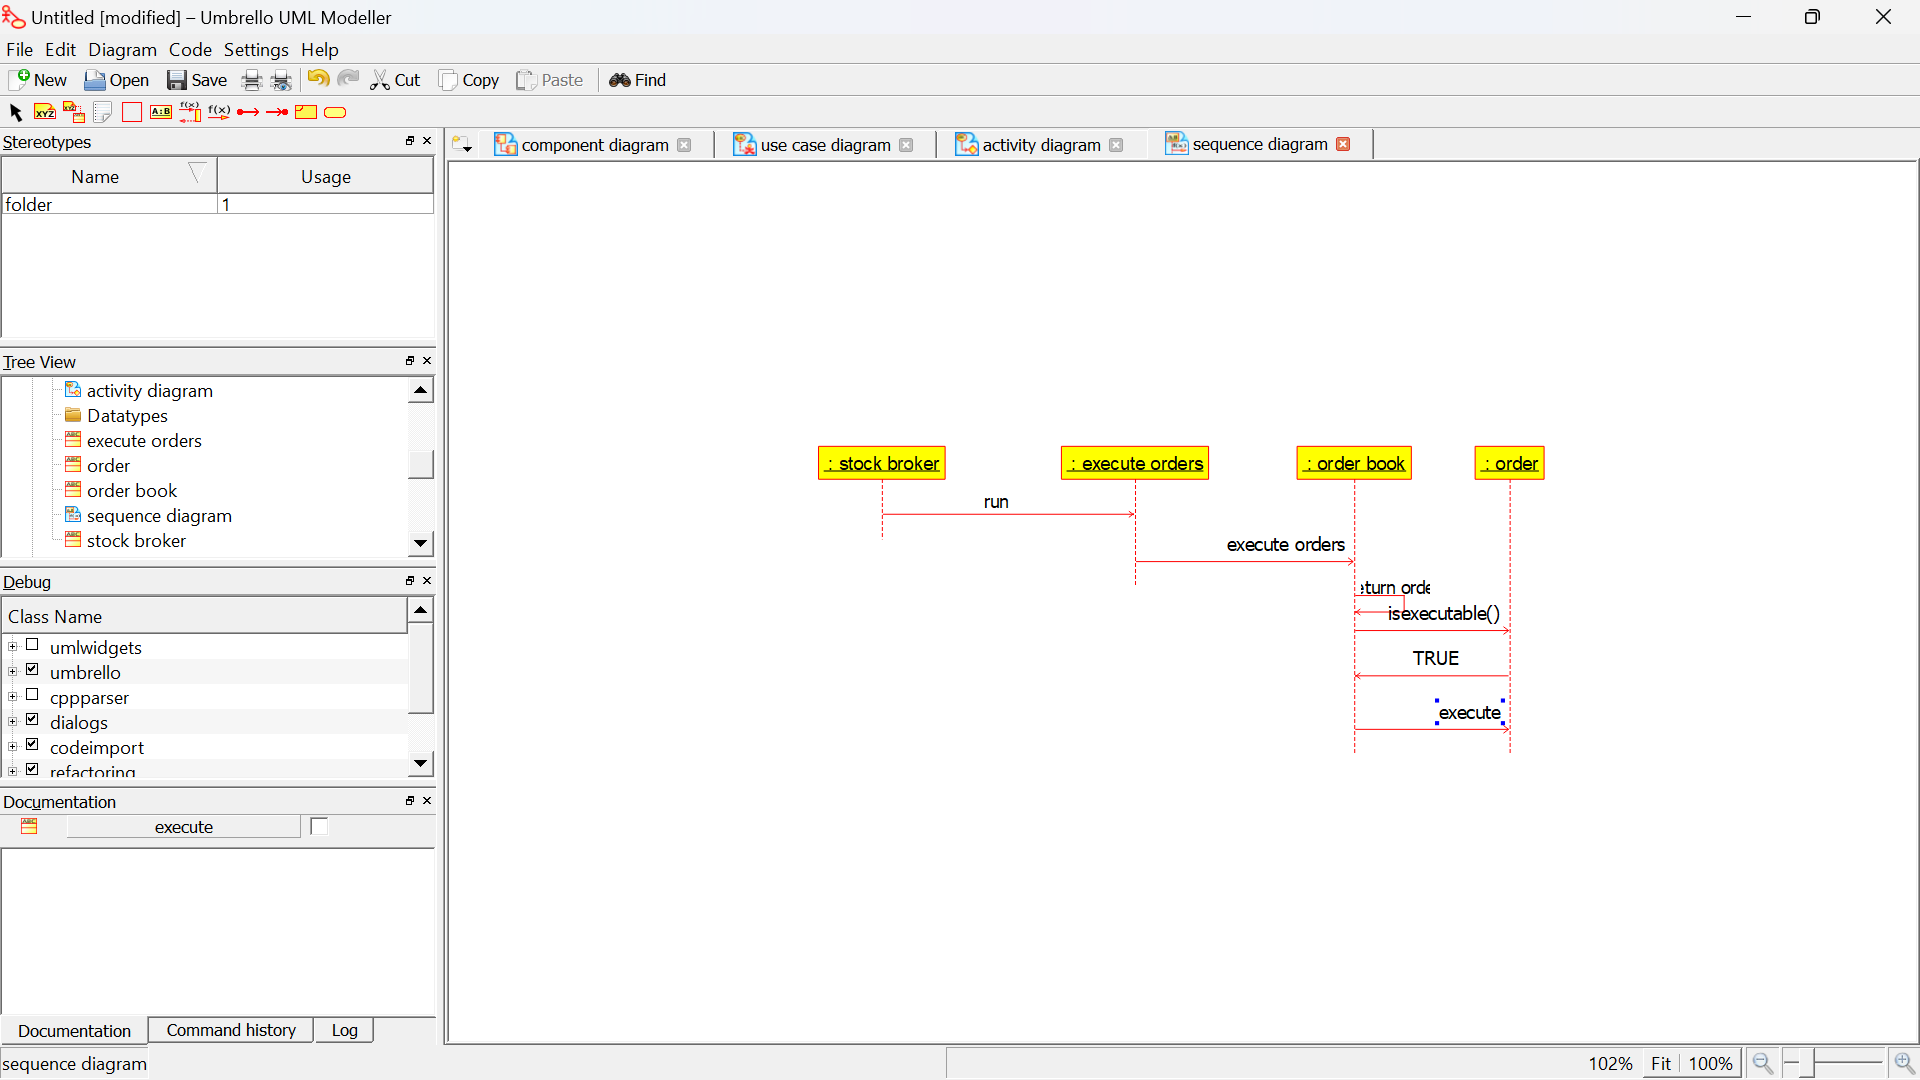 Untitled [modified] – Umbrello UML Modeller
File Edit Diagram Code Settings Help
New Open Save Cut Copy Paste Find
XYZ XYZ A:B f(x) f(x)
Stereotypes
component diagram use case diagram activity diagram sequence diagram
Name Usage
folder 1
Tree View
activity diagram
Datatypes
execute orders
order
order book
sequence diagram
stock broker
Debug
Class Name
umlwidgets
umbrello
cppparser
dialogs
codeimport
refactoring
Documentation
execute
Documentation Command history Log
: stock broker : execute orders : order book : order
run
execute orders
eturn orde
isexecutable()
TRUE
execute
sequence diagram
102% Fit 100%